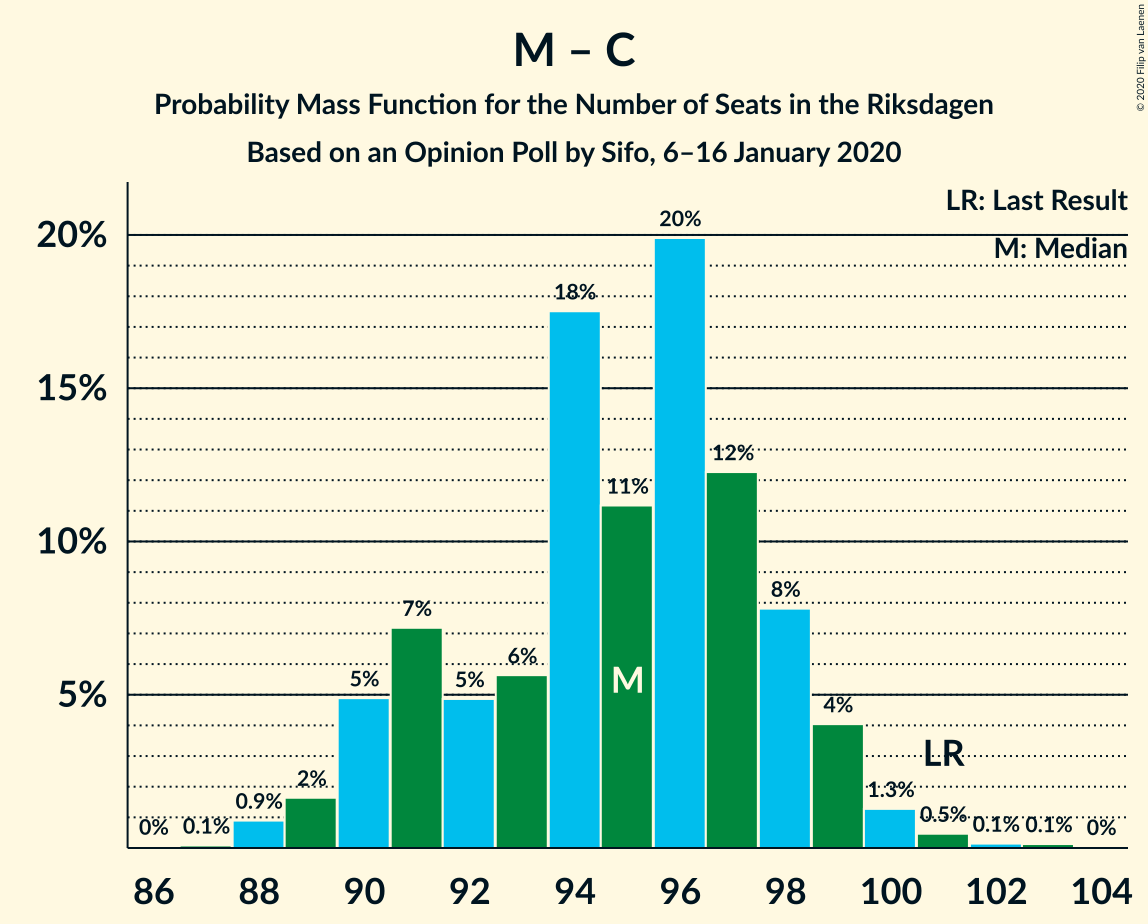 M – C
Probability Mass Function for the Number of Seats in the Riksdagen
Based on an Opinion Poll by Sifo, 6–16 January 2020
© 2020 Filip van Laenen
LR: Last Result
M: Median
20%
15%
10%
5%
0%
0.1%
0.9%
2%
5%
7%
5%
6%
18%
11%
20%
12%
8%
4%
1.3%
0.5%
0.1%
0.1%
0%
M
LR
86 88 90 92 94 96 98 100 102 104